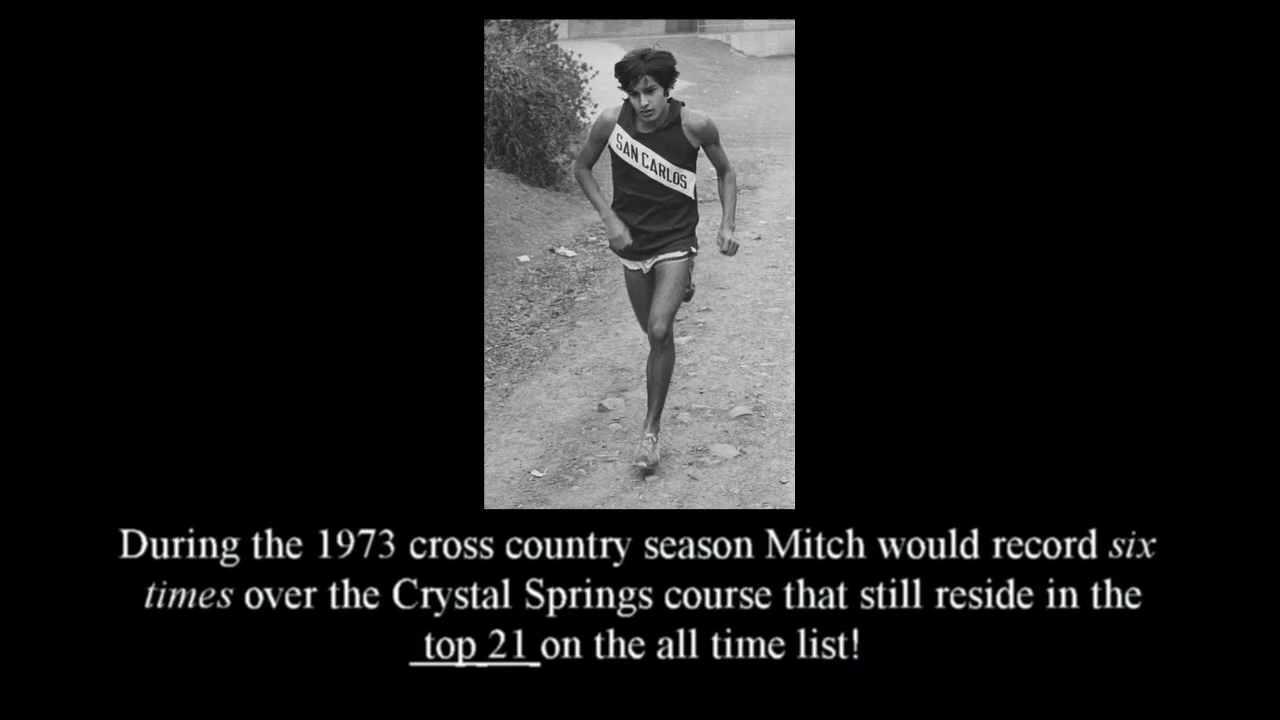 SAN CARLOS
During the 1973 cross country season Mitch would record six
times over the Crystal Springs course that still reside in the
top 21 on the all time list!